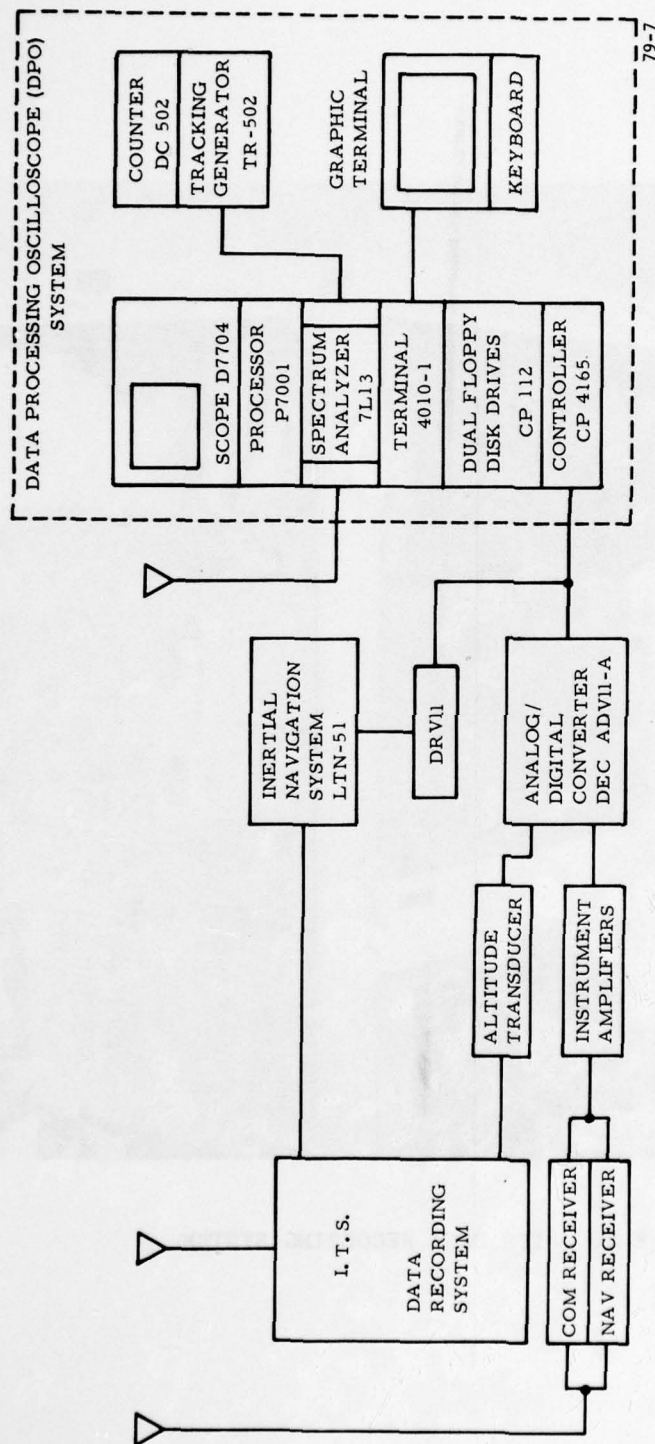 DATA PROCESSING OSCILLOSCOPE (DPO)
SYSTEM
COUNTER
DC 502
TRACKING
GENERATOR
TR-502
GRAPHIC
TERMINAL
KEYBOARD
SCOPE D7704
PROCESSOR
P7001
SPECTRUM
ANALYZER
7L13
TERMINAL
4010-1
DUAL FLOPPY
DISK DRIVES
CP 112
CONTROLLER
CP 4165
INERTIAL
NAVIGATION
SYSTEM
LTN-51
DRV11
ANALOG/
DIGITAL
CONVERTER
DEC ADV11-A
ALTITUDE
TRANSDUCER
INSTRUMENT
AMPLIFIERS
I. T. S.
DATA
RECORDING
SYSTEM
COM RECEIVER
NAV RECEIVER
79-7